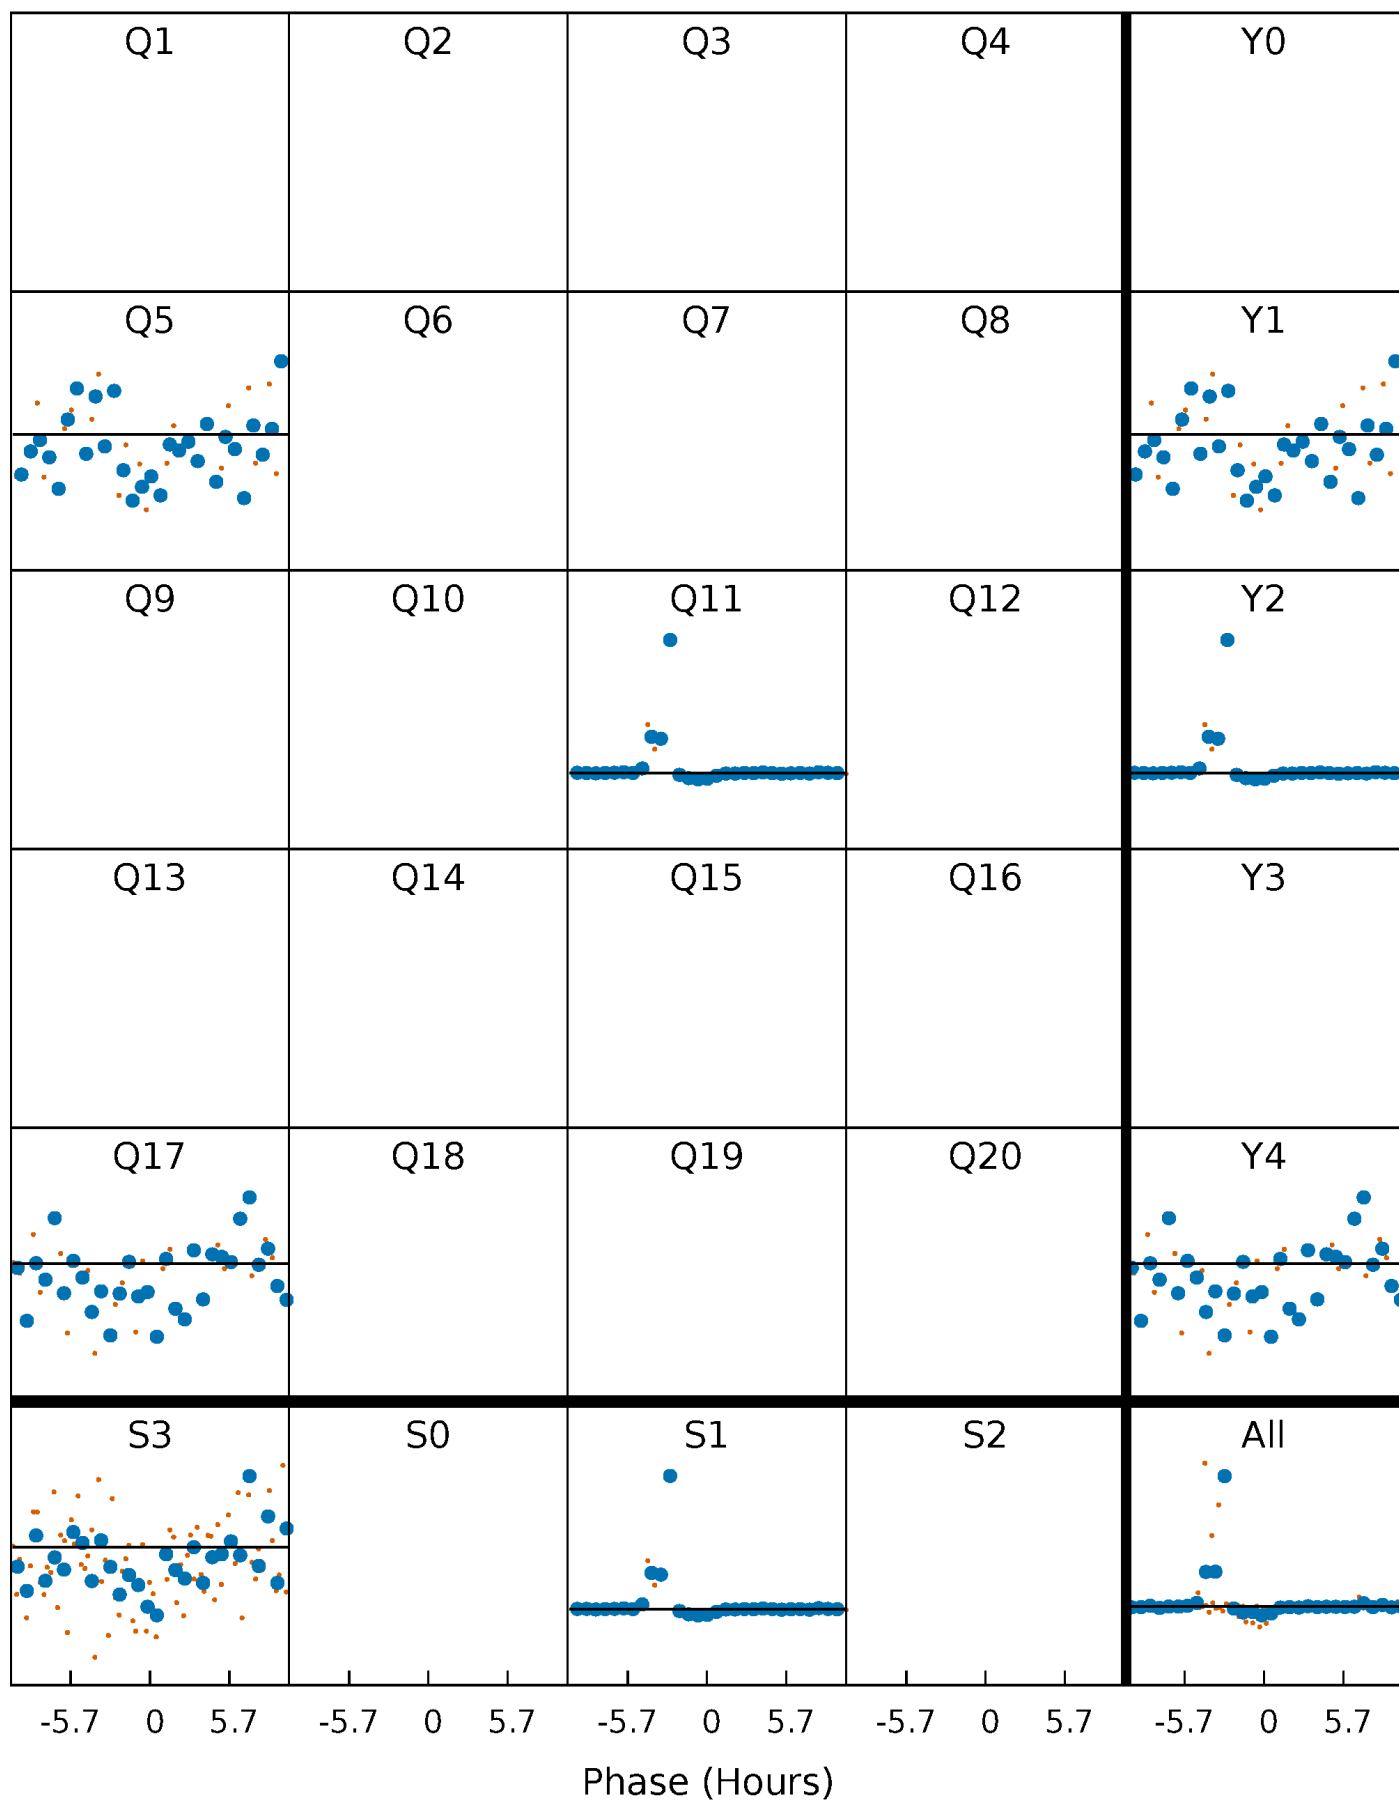 Q1 Q2 Q3 Q4 Y0
Q5 Q6 Q7 Q8 Y1
Q9 Q10 Q11 Q12 Y2
Q13 Q14 Q15 Q16 Y3
Q17 Q18 Q19 Q20 Y4
S3 S0 S1 S2 All
-5.7 0 5.7 -5.7 0 5.7 -5.7 0 5.7 -5.7 0 5.7 -5.7 0 5.7
Phase (Hours)